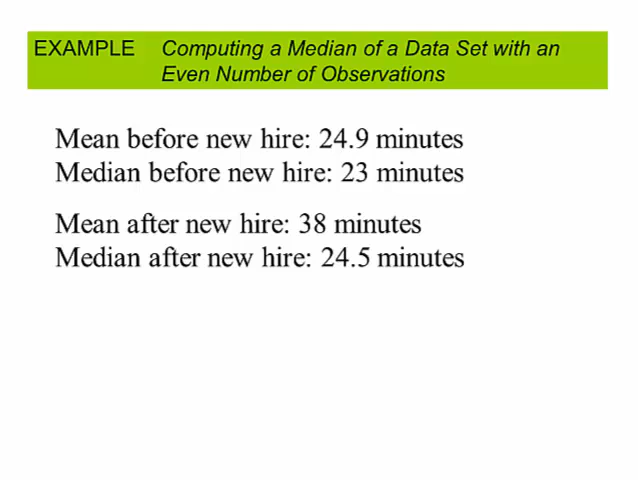 EXAMPLE Computing a Median of a Data Set with an
Even Number of Observations
Mean before new hire: 24.9 minutes
Median before new hire: 23 minutes
Mean after new hire: 38 minutes
Median after new hire: 24.5 minutes